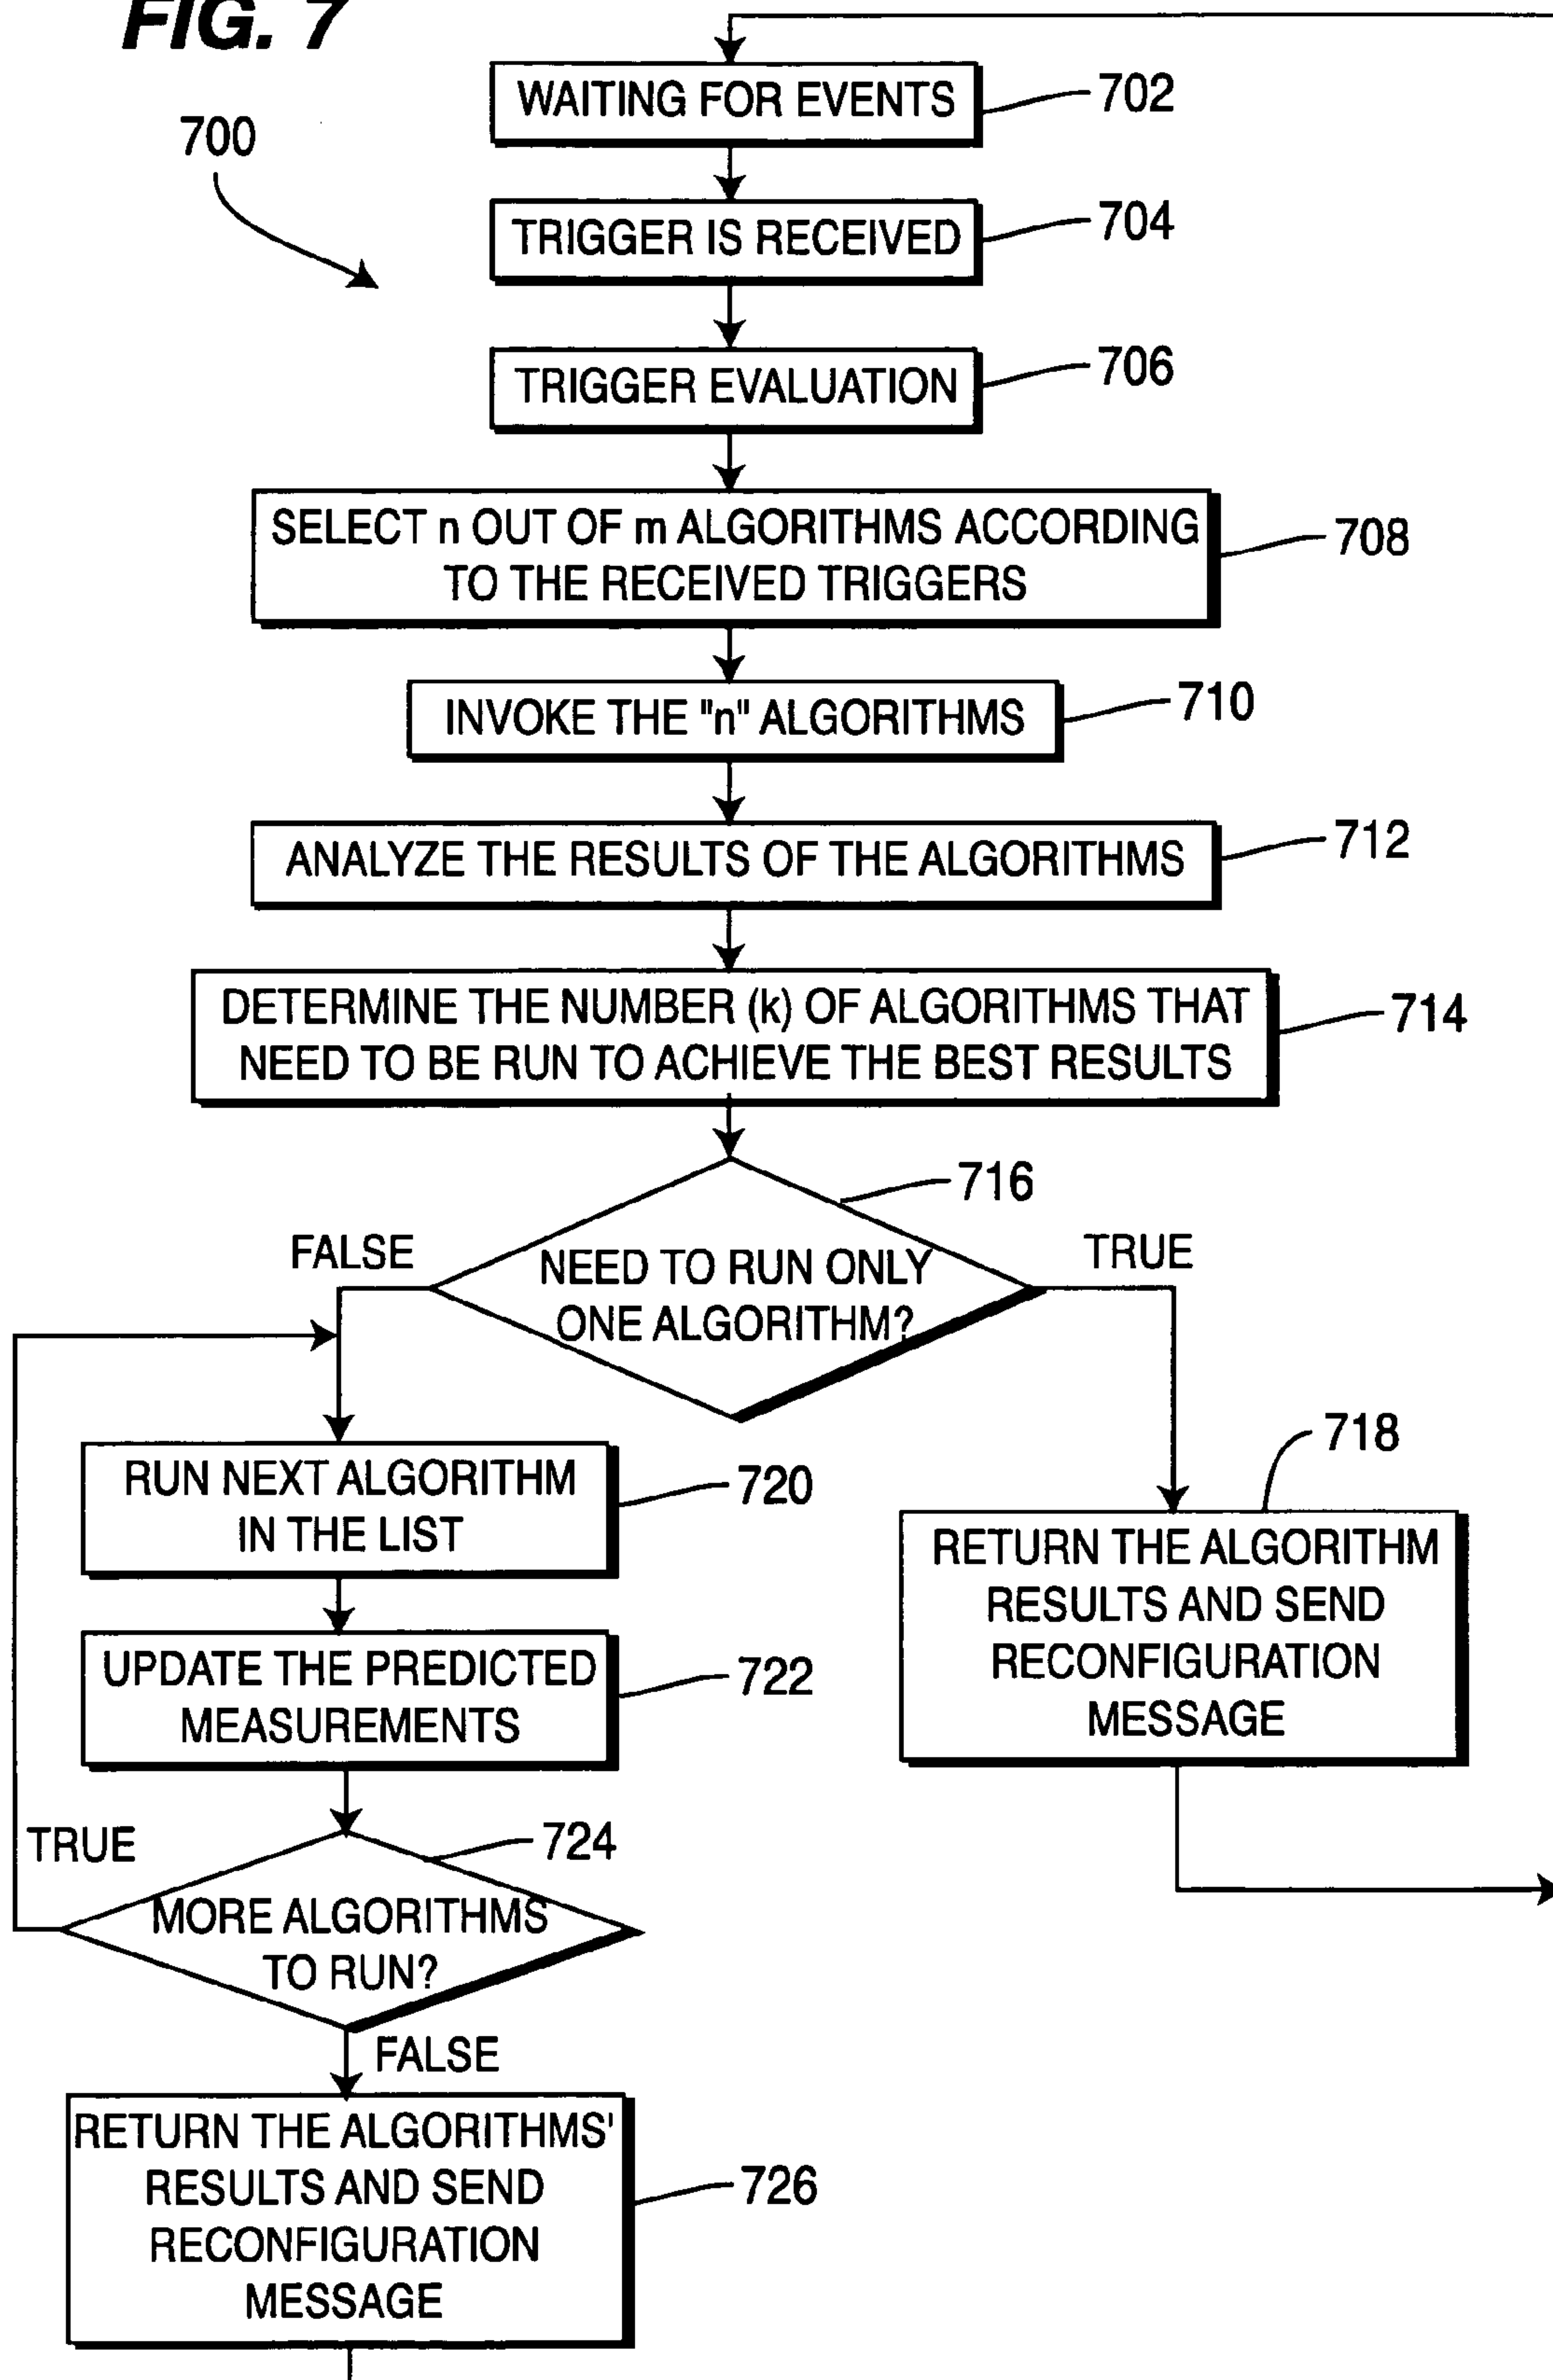 FIG. 7
700
WAITING FOR EVENTS
702
TRIGGER IS RECEIVED
704
TRIGGER EVALUATION
706
SELECT n OUT OF m ALGORITHMS ACCORDING
TO THE RECEIVED TRIGGERS
708
INVOKE THE "n" ALGORITHMS
710
ANALYZE THE RESULTS OF THE ALGORITHMS
712
DETERMINE THE NUMBER (k) OF ALGORITHMS THAT
NEED TO BE RUN TO ACHIEVE THE BEST RESULTS
714
716
FALSE
NEED TO RUN ONLY
ONE ALGORITHM?
TRUE
RUN NEXT ALGORITHM
IN THE LIST
720
718
RETURN THE ALGORITHM
RESULTS AND SEND
RECONFIGURATION
MESSAGE
UPDATE THE PREDICTED
MEASUREMENTS
722
TRUE
724
MORE ALGORITHMS
TO RUN?
FALSE
RETURN THE ALGORITHMS'
RESULTS AND SEND
RECONFIGURATION
MESSAGE
726